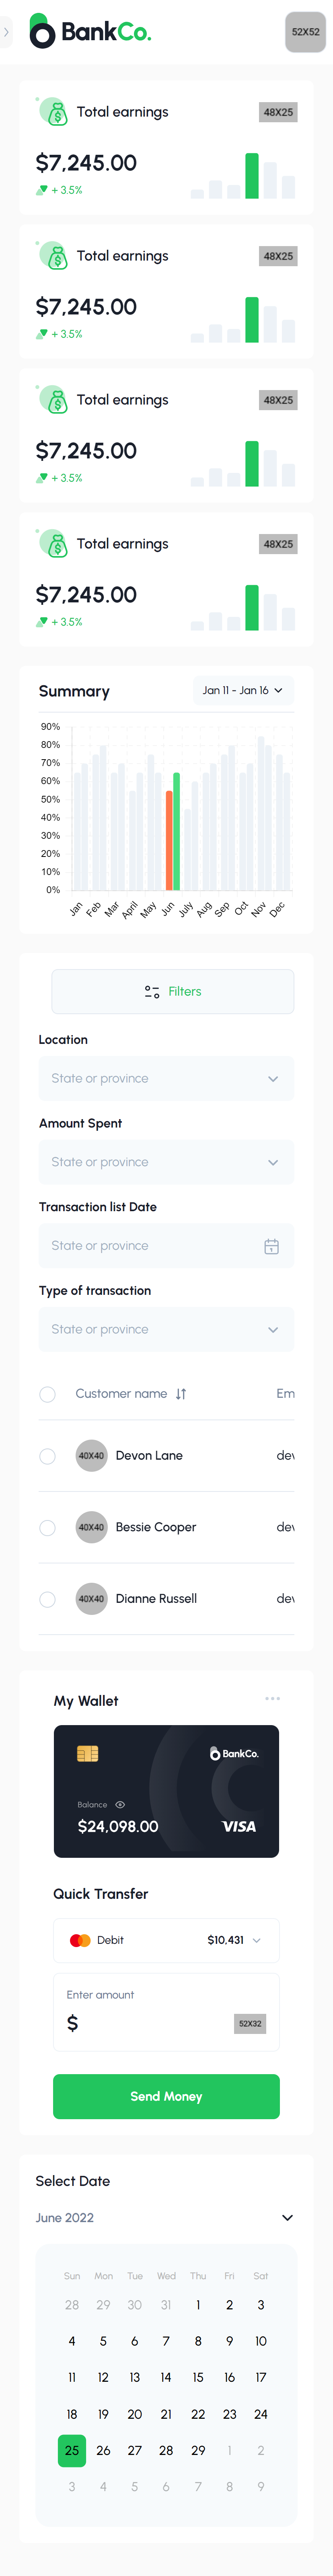 BankCo.
52X52
Total earnings
48X25
$7,245.00
+ 3.5%
Total earnings
48X25
$7,245.00
+ 3.5%
Total earnings
48X25
$7,245.00
+ 3.5%
Total earnings
48X25
$7,245.00
+ 3.5%
Summary
Jan 11 - Jan 16
90%
80%
70%
60%
50%
40%
30%
20%
10%
0%
Jan Feb Mar April May Jun July Aug Sep Oct Nov Dec
Filters
Location
State or province
Amount Spent
State or province
Transaction list Date
State or province
Type of transaction
State or province
Customer name Em
40X40 Devon Lane dev
40X40 Bessie Cooper dev
40X40 Dianne Russell dev
My Wallet
BankCo.
Balance
$24,098.00
VISA
Quick Transfer
Debit $10,431
Enter amount
$
52X32
Send Money
Select Date
June 2022
Sun Mon Tue Wed Thu Fri Sat
28 29 30 31 1 2 3
4 5 6 7 8 9 10
11 12 13 14 15 16 17
18 19 20 21 22 23 24
25 26 27 28 29 1 2
3 4 5 6 7 8 9